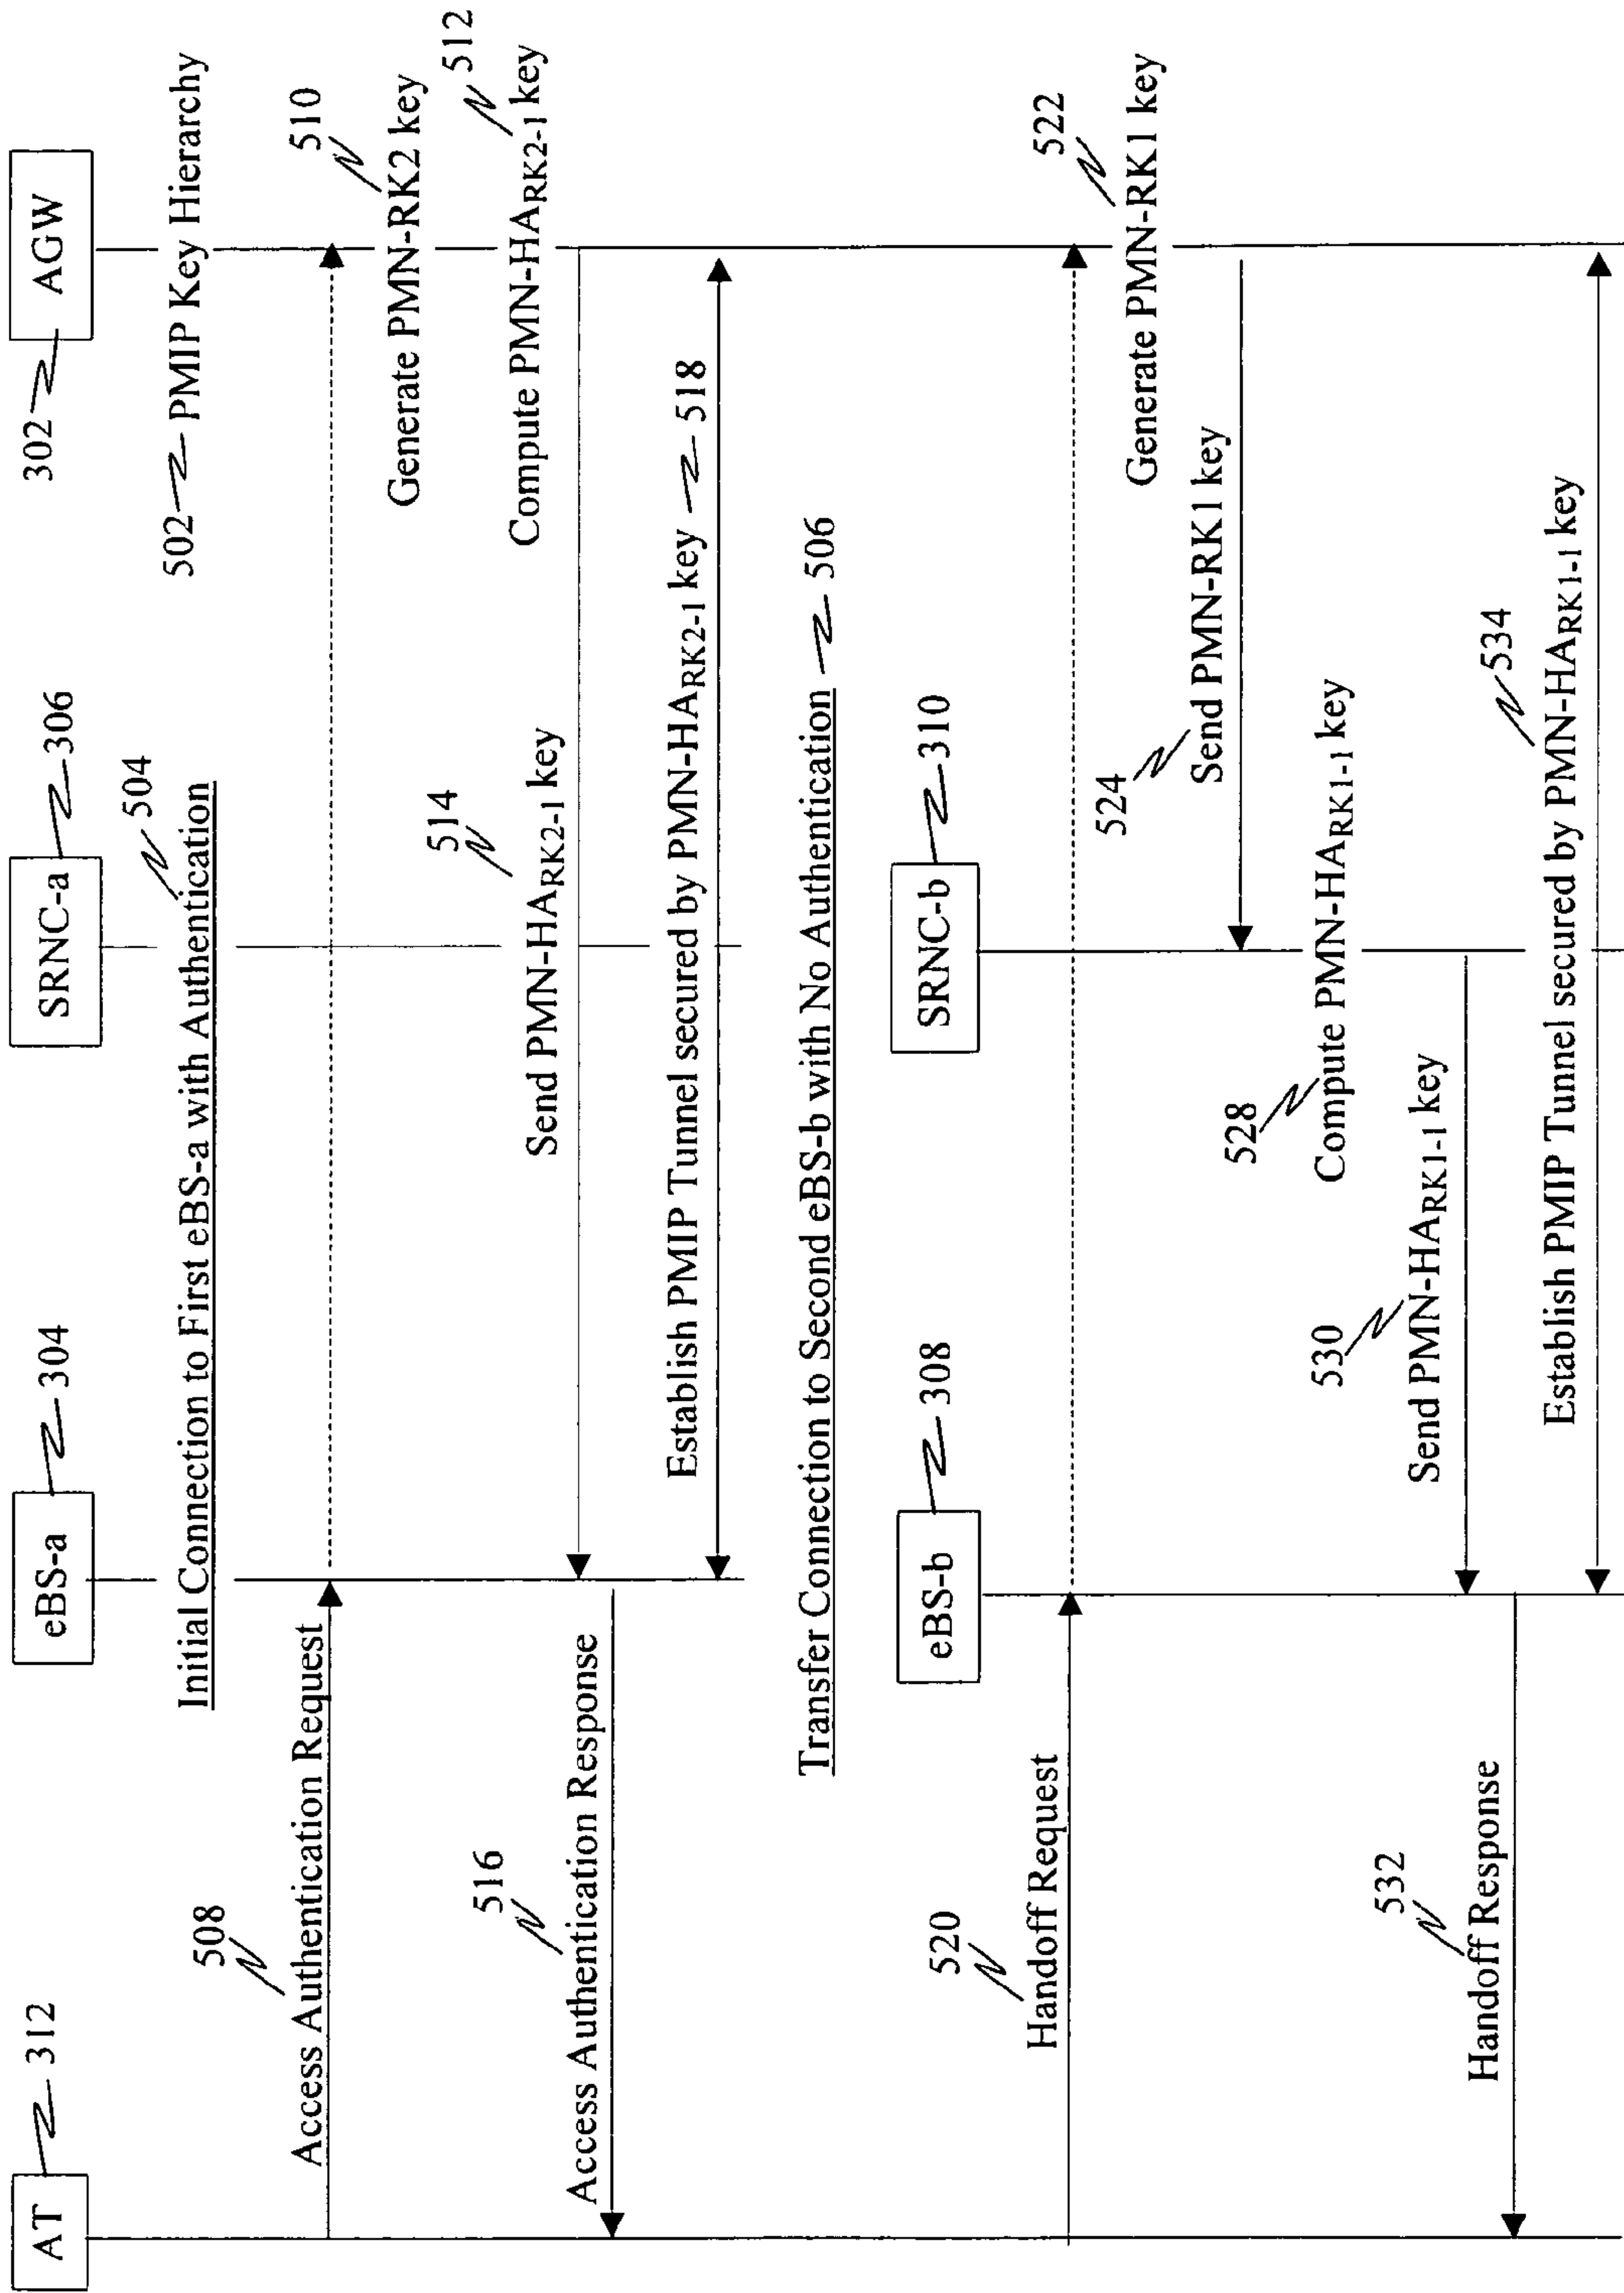 AT
312
eBS-a
304
SRNC-a
306
AGW
302
502
PMIP Key Hierarchy
504
Initial Connection to First eBS-a with Authentication
508
Access Authentication Request
510
Generate PMN-RK2 key
512
Compute PMN-HARK2-1 key
514
Send PMN-HARK2-1 key
516
Access Authentication Response
Establish PMIP Tunnel secured by PMN-HARK2-1 key
518
Transfer Connection to Second eBS-b with No Authentication
506
eBS-b
308
SRNC-b
310
520
Handoff Request
522
Generate PMN-RK1 key
524
Send PMN-RK1 key
528
Compute PMN-HARK1-1 key
530
Send PMN-HARK1-1 key
532
Handoff Response
534
Establish PMIP Tunnel secured by PMN-HARK1-1 key